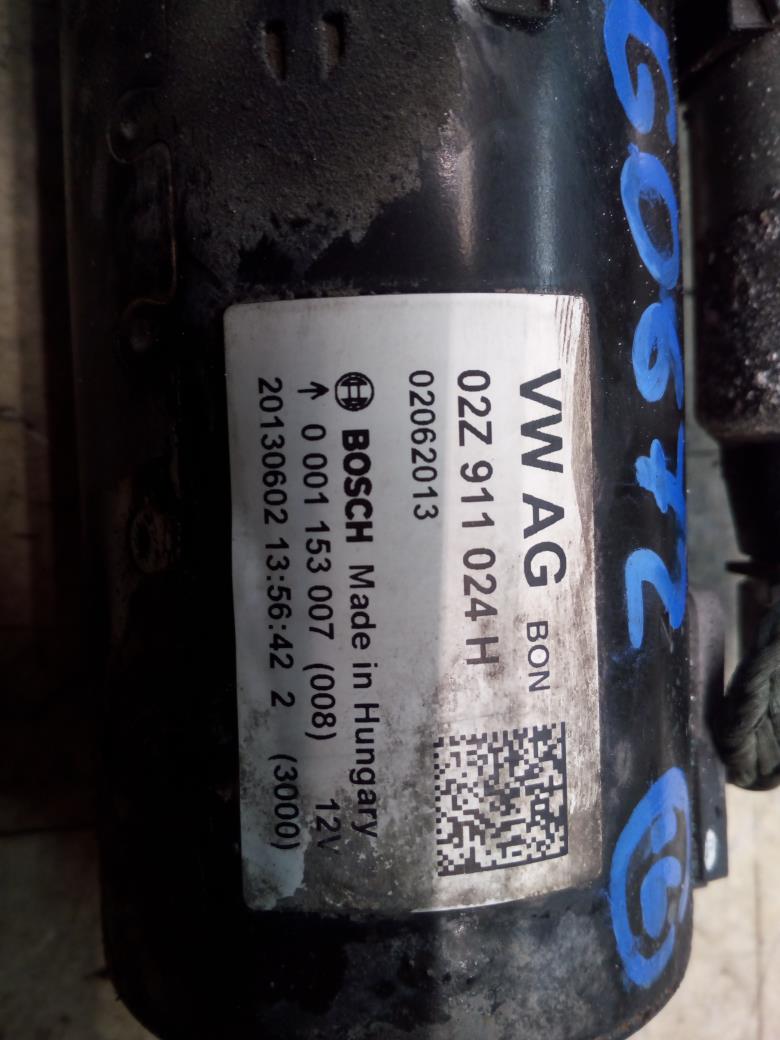 VW AG BON
02Z 911 024 H
02062013
BOSCH Made in Hungary
0 001 153 007 (008) 12V
20130602 13:56:42 2 (3000)